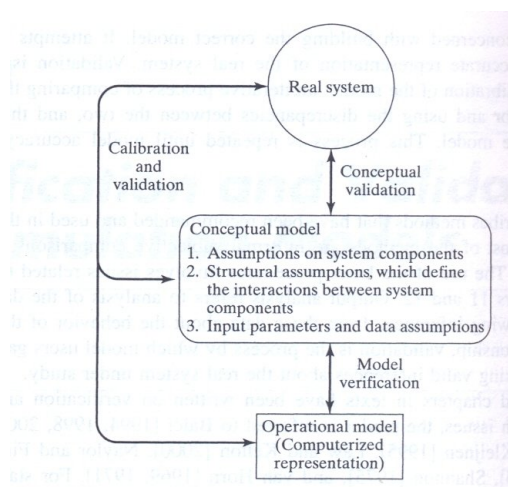 Real system
Calibration
and
validation
Conceptual
validation
Conceptual model
1. Assumptions on system components
2. Structural assumptions, which define
the interactions between system
components
3. Input parameters and data assumptions
Model
verification
Operational model
(Computerized
representation)